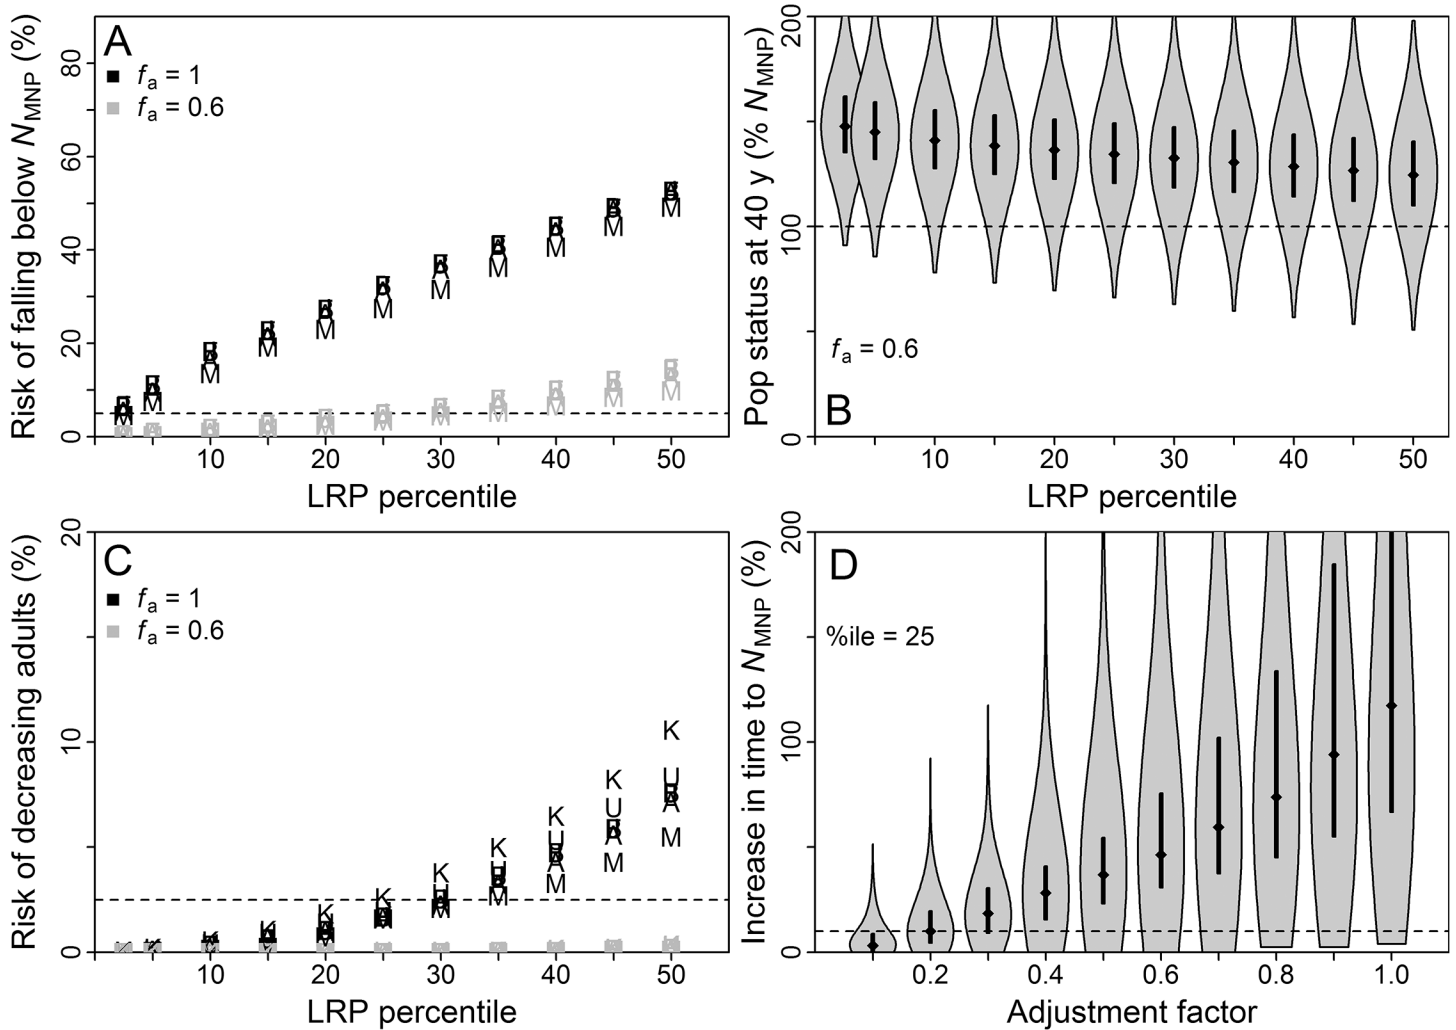 A
fa = 1
fa = 0.6
Risk of falling below NMNP (%)
0 20 40 60 80
10 20 30 40 50
LRP percentile
B
fa = 0.6
Pop status at 40 y (% NMNP)
0 100 200
10 20 30 40 50
LRP percentile
C
fa = 1
fa = 0.6
Risk of decreasing adults (%)
0 10 20
K
K
U
K
U
A
K
M
M
M
10 20 30 40 50
LRP percentile
D
%ile = 25
Increase in time to NMNP (%)
0 100 200
0.2 0.4 0.6 0.8 1.0
Adjustment factor